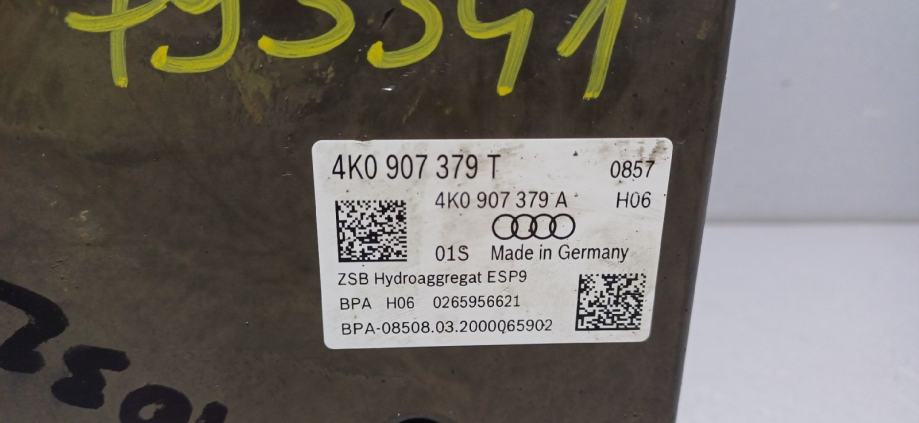 4K0 907 379 T 0857
4K0 907 379 A H06
01S Made in Germany
ZSB Hydroaggregat ESP9
BPA H06 0265956621
BPA-08508.03.2000065902